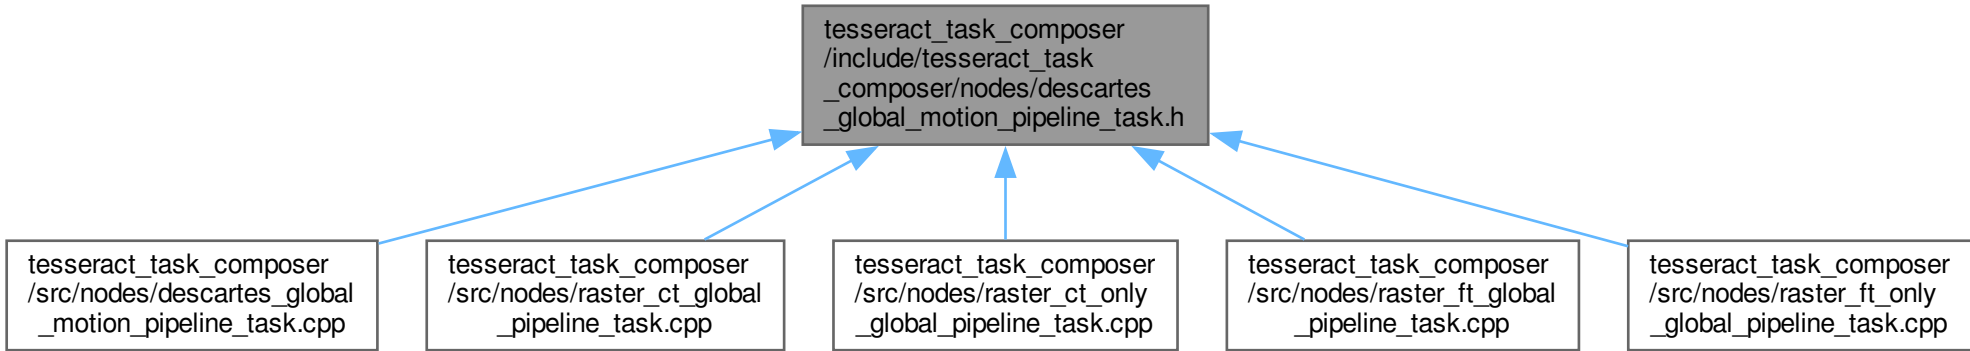 tesseract_task_composer
/include/tesseract_task
_composer/nodes/descartes
_global_motion_pipeline_task.h
tesseract_task_composer
/src/nodes/descartes_global
_motion_pipeline_task.cpp
tesseract_task_composer
/src/nodes/raster_ct_global
_pipeline_task.cpp
tesseract_task_composer
/src/nodes/raster_ct_only
_global_pipeline_task.cpp
tesseract_task_composer
/src/nodes/raster_ft_global
_pipeline_task.cpp
tesseract_task_composer
/src/nodes/raster_ft_only
_global_pipeline_task.cpp